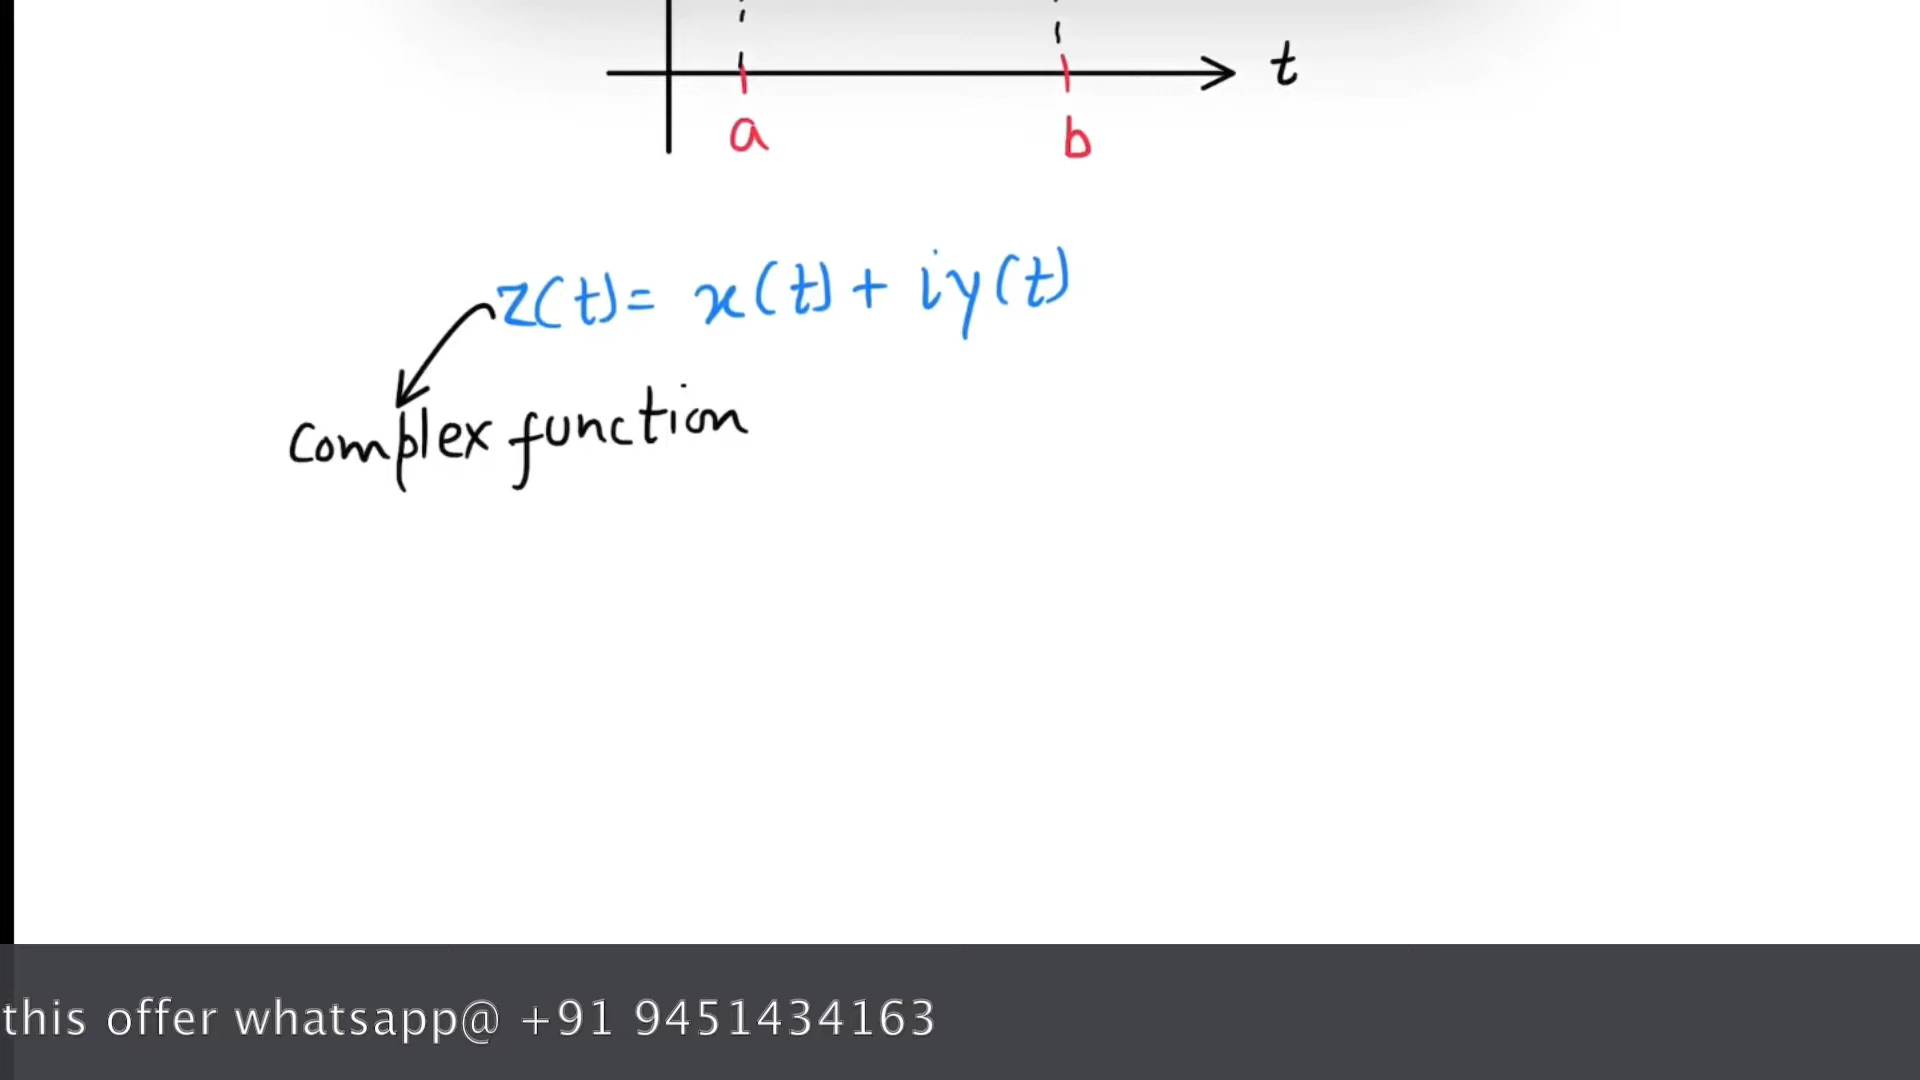 t
a b
z(t) = x(t) + iy(t)
complex function
this offer whatsapp@ +91 9451434163